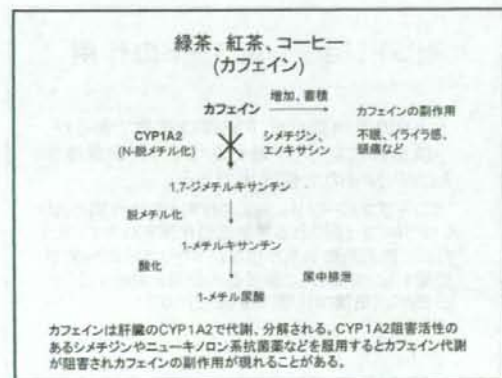 緑茶、紅茶、コーヒー
(カフェイン)
増加、蓄積
カフェイン
カフェインの副作用
CYP1A2
(N-脱メチル化)
シメチジン、
エノキサシン
不眠、イライラ感、
頭痛など
1,7-ジメチルキサンチン
脱メチル化
1-メチルキサンチン
酸化
尿中排泄
1-メチル尿酸
カフェインは肝臓のCYP1A2で代謝、分解される。CYP1A2阻害活性の
あるシメチジンやニューキノロン系抗菌薬などを服用するとカフェイン代謝
が阻害されカフェインの副作用が現れることがある。